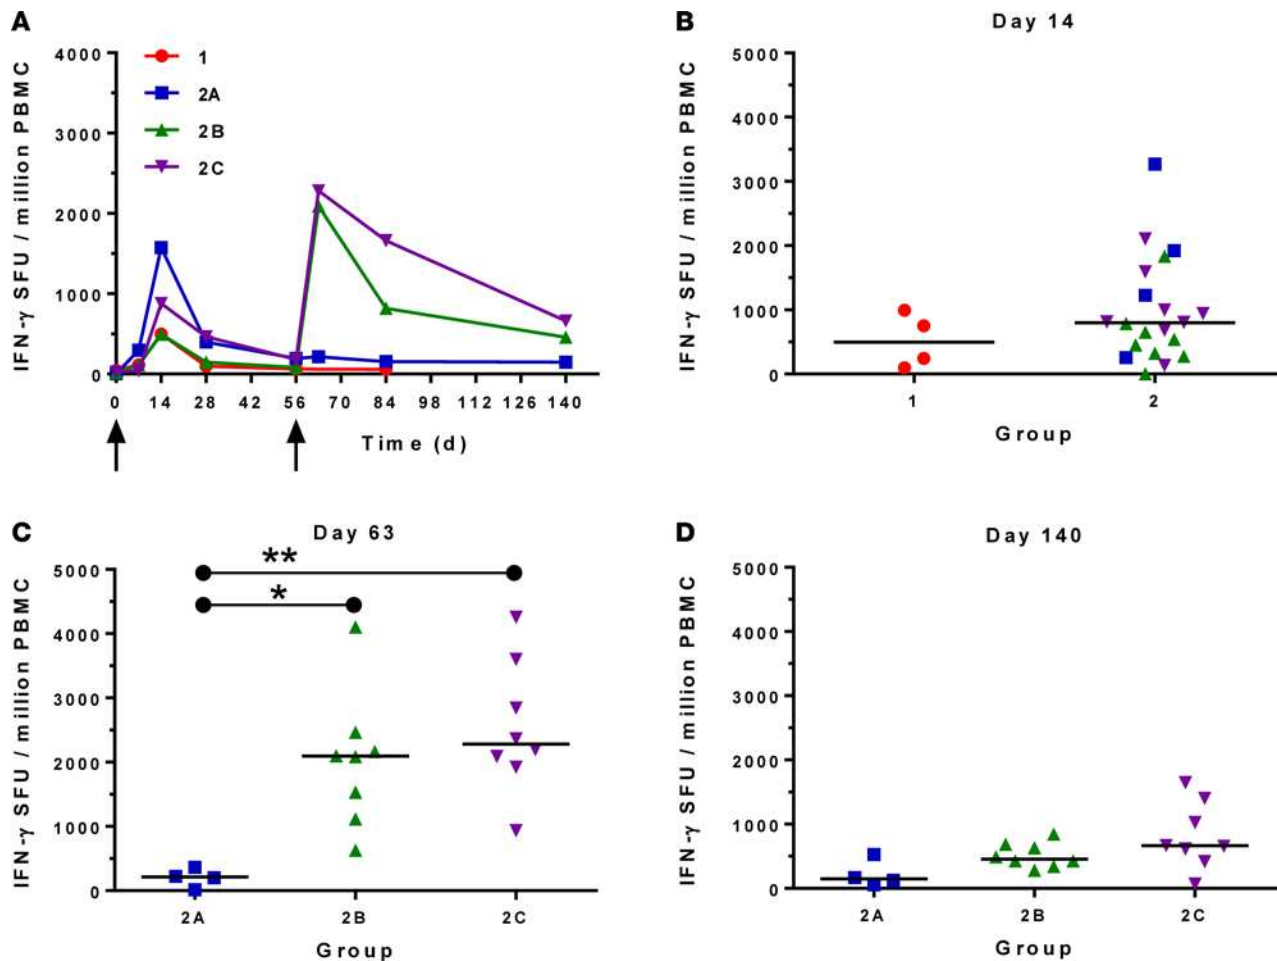 A
IFN-γ SFU / million PBMC
4000
3000
2000
1000
0
1
2A
2B
2C
0 14 28 42 56 70 84 98 112 126 140
Time (d)
B
Day 14
IFN-γ SFU / million PBMC
5000
4000
3000
2000
1000
0
1 2
Group
C
Day 63
**
*
IFN-γ SFU / million PBMC
5000
4000
3000
2000
1000
0
2A 2B 2C
Group
D
Day 140
IFN-γ SFU / million PBMC
5000
4000
3000
2000
1000
0
2A 2B 2C
Group